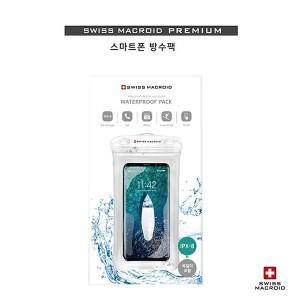 SWISS MACROID PREMIUM
스마트폰 방수팩
SWISS MACROID
WATERPROOF PACK
11:42
IPX-8
SWISS
MACROID